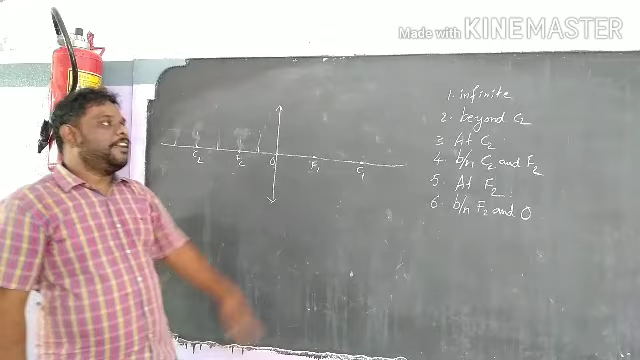 Made with KINEMASTER
1. infinite
2. beyond C2
3. At C2
4. b/n C2 and F2
5. At F2
6. b/n F2 and O
C2 F2 O F1 C1